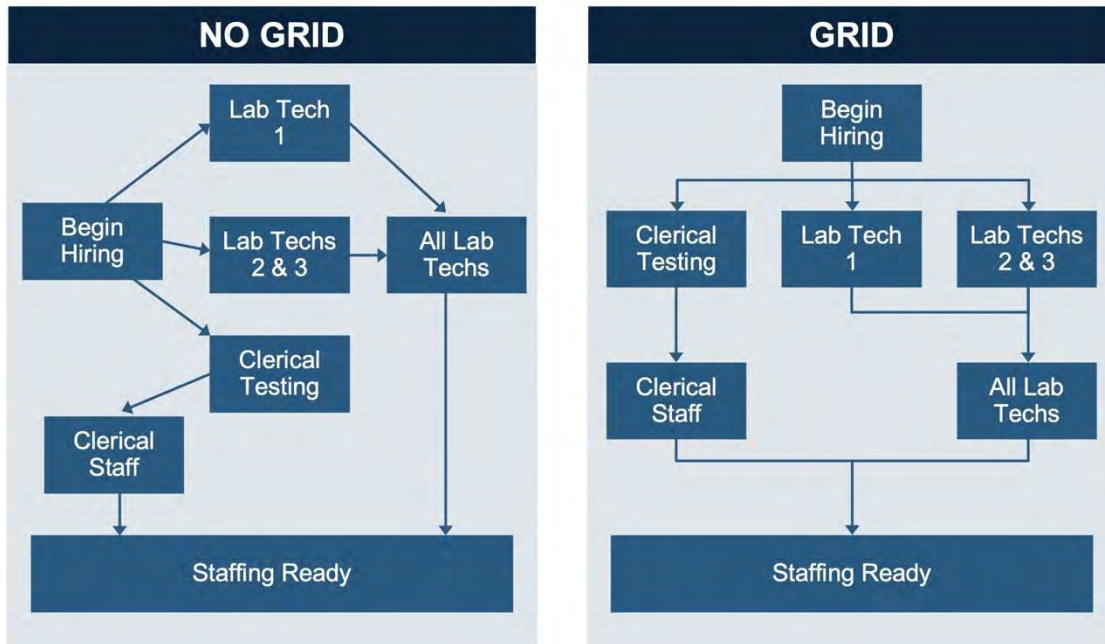 NO GRID
Lab Tech
1
Begin
Hiring
Lab Techs
2 & 3
All Lab
Techs
Clerical
Testing
Clerical
Staff
Staffing Ready
GRID
Begin
Hiring
Clerical
Testing
Lab Tech
1
Lab Techs
2 & 3
Clerical
Staff
All Lab
Techs
Staffing Ready